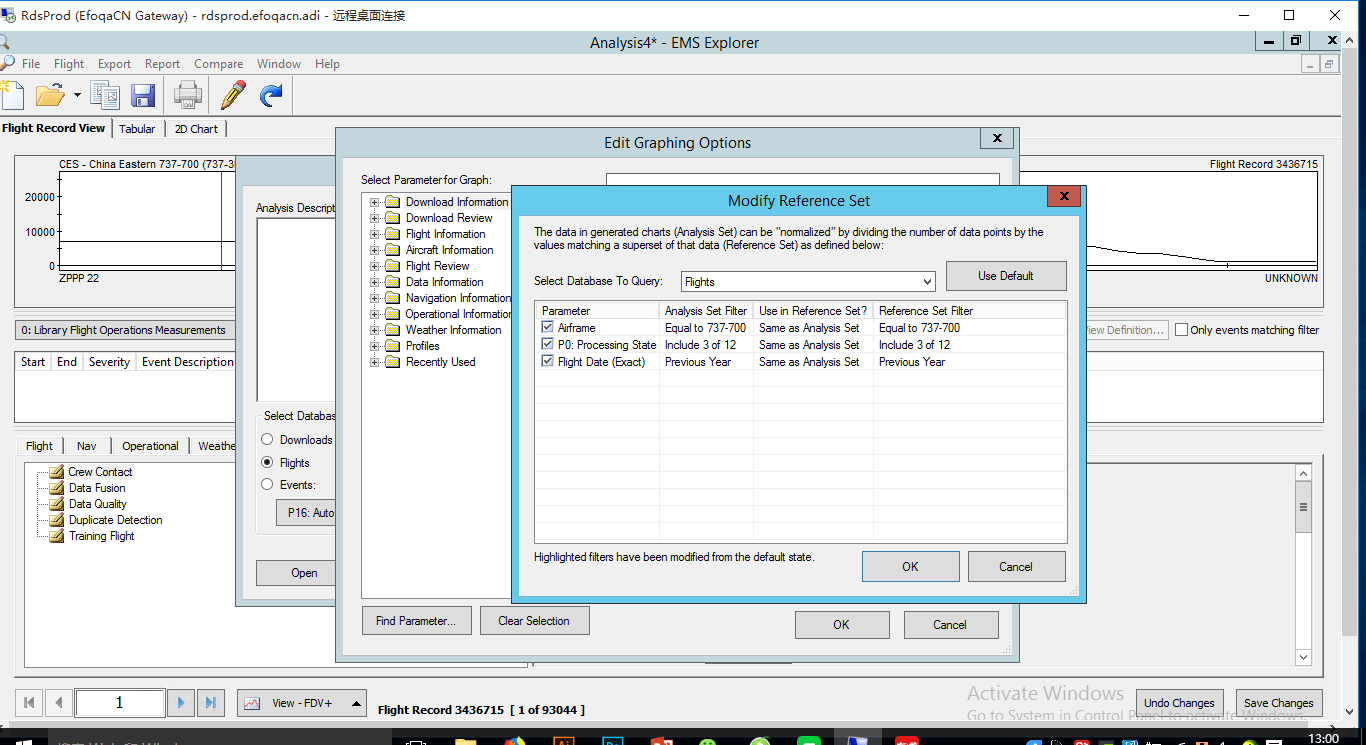 RdsProd (EfoqaCN Gateway) - rdsprod.efoqacn.adi - 远程桌面连接
Analysis4* - EMS Explorer
File Flight Export Report Compare Window Help
Flight Record View Tabular 2D Chart
CES - China Eastern 737-700 (737-3
20000
10000
0
ZPPP 22
Flight Record 3436715
UNKNOWN
0: Library Flight Operations Measurements
View Definition... Only events matching filter
Start End Severity Event Description
Flight Nav Operational Weathe
Crew Contact
Data Fusion
Data Quality
Duplicate Detection
Training Flight
Analysis Descript
Select Databas
Downloads
Flights
Events:
P16: Auto
Open
Edit Graphing Options
Select Parameter for Graph:
Download Information
Download Review
Flight Information
Aircraft Information
Flight Review
Data Information
Navigation Information
Operational Information
Weather Information
Profiles
Recently Used
Find Parameter... Clear Selection OK Cancel
Modify Reference Set
The data in generated charts (Analysis Set) can be "normalized" by dividing the number of data points by the
values matching a superset of that data (Reference Set) as defined below:
Select Database To Query: Flights Use Default
Parameter Analysis Set Filter Use in Reference Set? Reference Set Filter
Airframe Equal to 737-700 Same as Analysis Set Equal to 737-700
P0: Processing State Include 3 of 12 Same as Analysis Set Include 3 of 12
Flight Date (Exact) Previous Year Same as Analysis Set Previous Year
Highlighted filters have been modified from the default state. OK Cancel
1 View - FDV+ Flight Record 3436715 [ 1 of 93044 ] Undo Changes Save Changes
Activate Windows
Go to System in Control Panel to activate Windows.
13:00